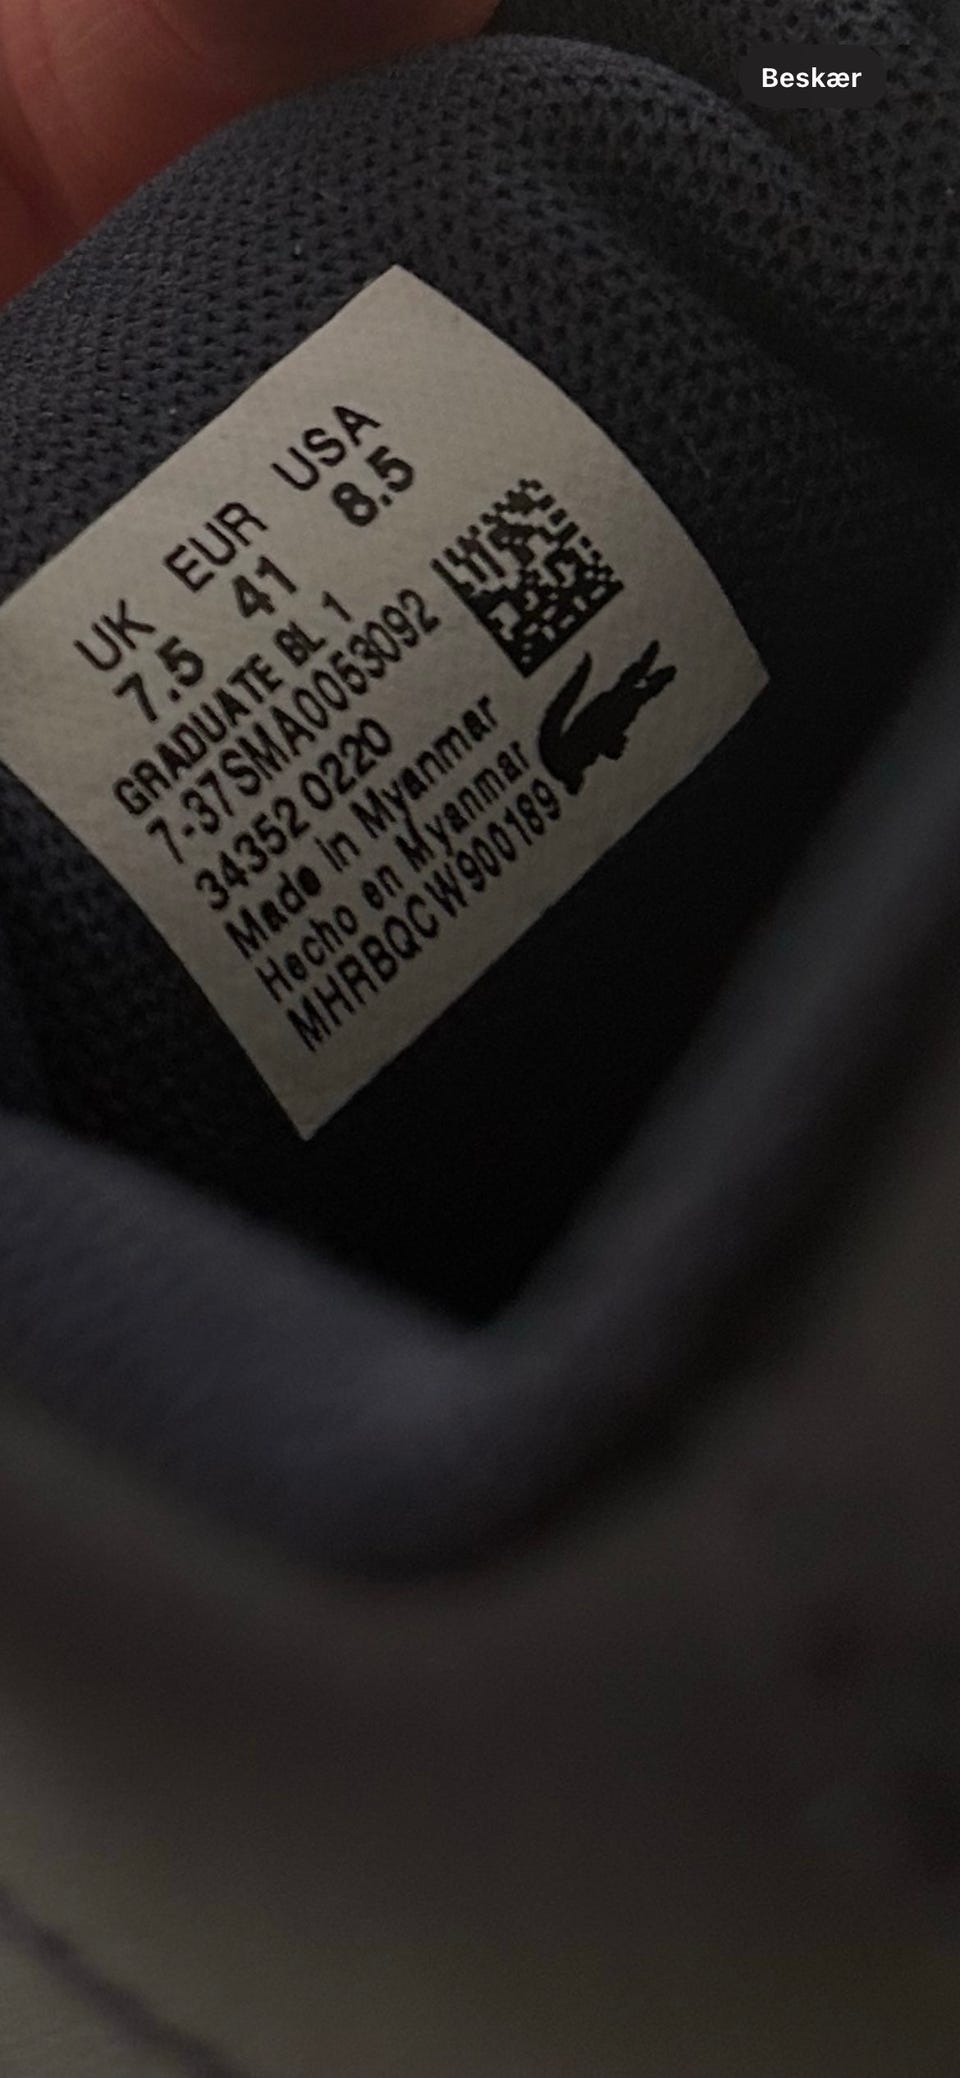 Beskær
UK EUR USA
7.5 41 8.5
GRADUATE BL 1
7-37SMA0053092
34352 0220
Made in Myanmar
Hecho en Myanmar
MHRBQCW900189